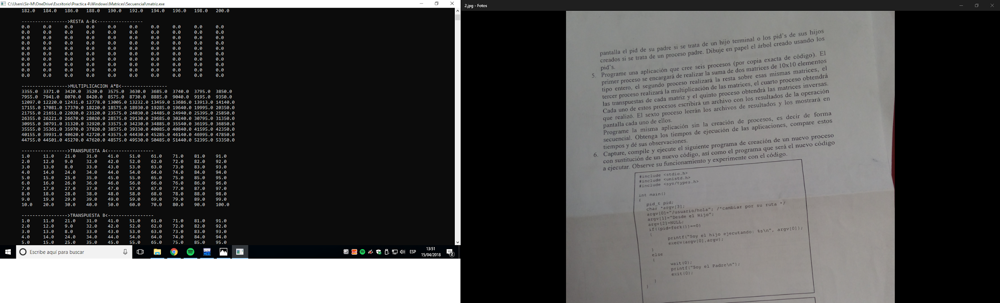 C:\Users\Sir-M\OneDrive\Escritorio\Practica 4\Windows\Matrices\Secuencial\matriz.exe
182.0 184.0 186.0 188.0 190.0 192.0 194.0 196.0 198.0 200.0
----------------->RESTA A-B<-----------------
0.0 0.0 0.0 0.0 0.0 0.0 0.0 0.0 0.0 0.0
0.0 0.0 0.0 0.0 0.0 0.0 0.0 0.0 0.0 0.0
0.0 0.0 0.0 0.0 0.0 0.0 0.0 0.0 0.0 0.0
0.0 0.0 0.0 0.0 0.0 0.0 0.0 0.0 0.0 0.0
0.0 0.0 0.0 0.0 0.0 0.0 0.0 0.0 0.0 0.0
0.0 0.0 0.0 0.0 0.0 0.0 0.0 0.0 0.0 0.0
0.0 0.0 0.0 0.0 0.0 0.0 0.0 0.0 0.0 0.0
0.0 0.0 0.0 0.0 0.0 0.0 0.0 0.0 0.0 0.0
0.0 0.0 0.0 0.0 0.0 0.0 0.0 0.0 0.0 0.0
0.0 0.0 0.0 0.0 0.0 0.0 0.0 0.0 0.0 0.0
----------------->MULTIPLICACION A*B<-----------------
3355.0 3371.0 3420.0 3520.0 3575.0 3630.0 3685.0 3740.0 3795.0 3850.0
7955.0 7941.0 8070.0 8420.0 8575.0 8730.0 8885.0 9040.0 9195.0 9350.0
12097.0 12220.0 12431.0 12778.0 13005.0 13232.0 13459.0 13686.0 13913.0 14140.0
17155.0 17081.0 17370.0 18220.0 18575.0 18930.0 19285.0 19640.0 19995.0 20350.0
21755.0 21651.0 22020.0 23120.0 23575.0 24030.0 24485.0 24940.0 25395.0 25850.0
26355.0 26221.0 26670.0 28020.0 28575.0 29130.0 29685.0 30240.0 30795.0 31350.0
30955.0 30791.0 31320.0 32920.0 33575.0 34230.0 34885.0 35540.0 36195.0 36850.0
35555.0 35361.0 35970.0 37820.0 38575.0 39330.0 40085.0 40840.0 41595.0 42350.0
40155.0 39931.0 40620.0 42720.0 43575.0 44430.0 45285.0 46140.0 46995.0 47850.0
44755.0 44501.0 45270.0 47620.0 48575.0 49530.0 50485.0 51440.0 52395.0 53350.0
----------------->TRANSPUESTA A<-----------------
1.0 11.0 21.0 31.0 41.0 51.0 61.0 71.0 81.0 91.0
2.0 12.0 9.0 32.0 42.0 52.0 62.0 72.0 82.0 92.0
3.0 13.0 8.0 33.0 43.0 53.0 63.0 73.0 83.0 93.0
4.0 14.0 24.0 34.0 44.0 54.0 64.0 74.0 84.0 94.0
5.0 15.0 25.0 35.0 45.0 55.0 65.0 75.0 85.0 95.0
6.0 16.0 26.0 36.0 46.0 56.0 66.0 76.0 86.0 96.0
7.0 17.0 27.0 37.0 47.0 57.0 67.0 77.0 87.0 97.0
8.0 18.0 28.0 38.0 48.0 58.0 68.0 78.0 88.0 98.0
9.0 19.0 29.0 39.0 49.0 59.0 69.0 79.0 89.0 99.0
10.0 20.0 30.0 40.0 50.0 60.0 70.0 80.0 90.0 100.0
----------------->TRANSPUESTA B<-----------------
1.0 11.0 21.0 31.0 41.0 51.0 61.0 71.0 81.0 91.0
2.0 12.0 9.0 32.0 42.0 52.0 62.0 72.0 82.0 92.0
3.0 13.0 8.0 33.0 43.0 53.0 63.0 73.0 83.0 93.0
4.0 14.0 24.0 34.0 44.0 54.0 64.0 74.0 84.0 94.0
5.0 15.0 25.0 35.0 45.0 55.0 65.0 75.0 85.0 95.0
Escribe aquí para buscar
DEV
ESP
13:51
15/04/2018
2
2.jpg - Fotos
pantalla el pid de su padre si se trata de un hijo terminal o los pid's de sus hijos
creados si se trata de un proceso padre. Dibuje en papel el árbol creado usando los
pid's.
5. Programe una aplicación que cree seis procesos (por copia exacta de código). El
primer proceso se encargará de realizar la suma de dos matrices de 10x10 elementos
tipo entero, el segundo proceso realizará la resta sobre esas mismas matrices, el
tercer proceso realizará la multiplicación de las matrices, el cuarto proceso obtendrá
las transpuestas de cada matriz y el quinto proceso obtendrá las matrices inversas.
Cada uno de estos procesos escribirá un archivo con los resultados de la operación
que realizó. El sexto proceso leerán los archivos de resultados y los mostrará en
pantalla cada uno de ellos.
Programe la misma aplicación sin la creación de procesos, es decir de forma
secuencial. Obtenga los tiempos de ejecución de las aplicaciones, compare estos
tiempos y dé sus observaciones.
6. Capture, compile y ejecute el siguiente programa de creación de un nuevo proceso
con sustitución de un nuevo código, así como el programa que será el nuevo código
a ejecutar. Observe su funcionamiento y experimente con el código.
#include <stdio.h>
#include <unistd.h>
#include <sys/types.h>
int main()
{
pid_t pid;
char *argv[3];
argv[0]="/usuario/hola"; /*cambiar por su ruta */
argv[1]="Desde el Hijo";
argv[2]=NULL;
if((pid=fork())==0)
{
printf("Soy el hijo ejecutando: %s\n", argv[0]);
execv(argv[0],argv);
}
else
{
wait(0);
printf("Soy el Padre\n");
exit(0);
}
}